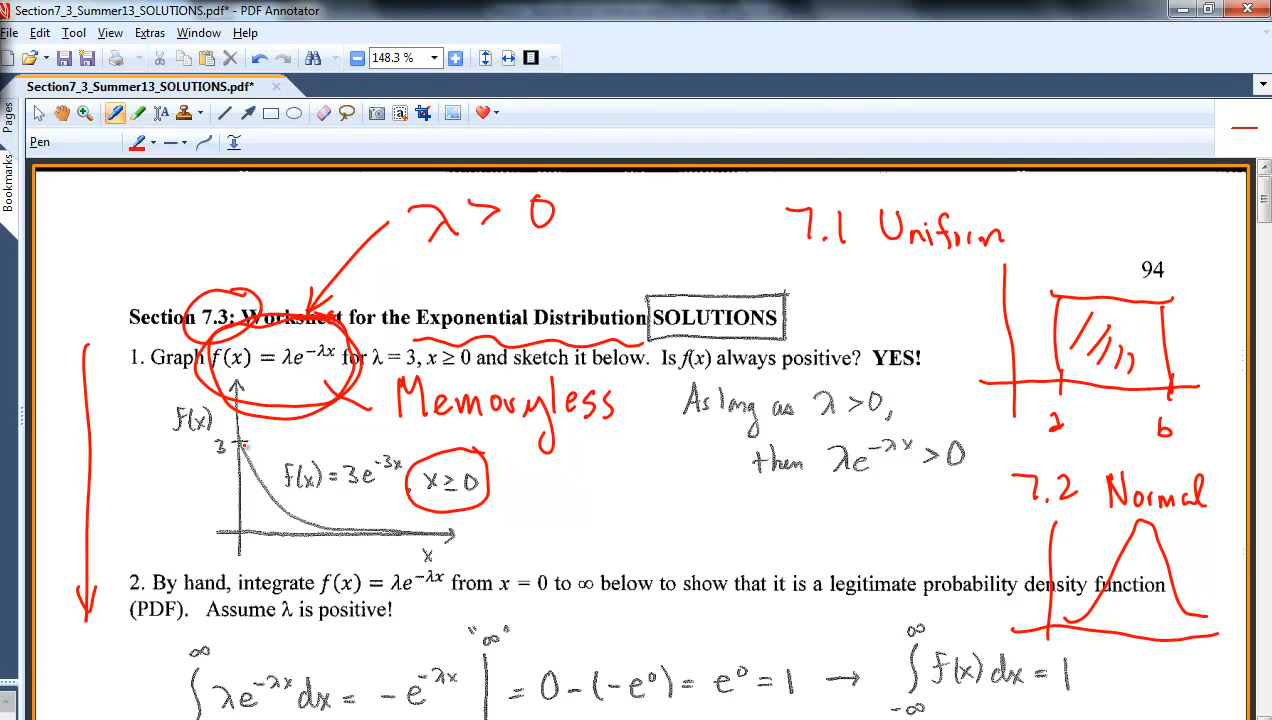 Section7_3_Summer13_SOLUTIONS.pdf* - PDF Annotator
File Edit Tool View Extras Window Help
148.3 %
Section7_3_Summer13_SOLUTIONS.pdf*
Pen
Pages
Bookmarks
λ > 0
7.1 Uniform
94
Section 7.3: Worksheet for the Exponential Distribution SOLUTIONS
1. Graph f(x) = λe^{−λx} for λ = 3, x ≥ 0 and sketch it below. Is f(x) always positive? YES!
Memoryless
As long as λ > 0,
then λe^{−λx} > 0
f(x)
3
f(x) = 3e^{−3x}, x ≥ 0
x
a b
7.2 Normal
2. By hand, integrate f(x) = λe^{−λx} from x = 0 to ∞ below to show that it is a legitimate probability density function
(PDF). Assume λ is positive!
∫^∞ λe^{−λx} dx = −e^{−λx} |^{"∞"} = 0 − (−e⁰) = e⁰ = 1 → ∫_{−∞}^{∞} f(x) dx = 1